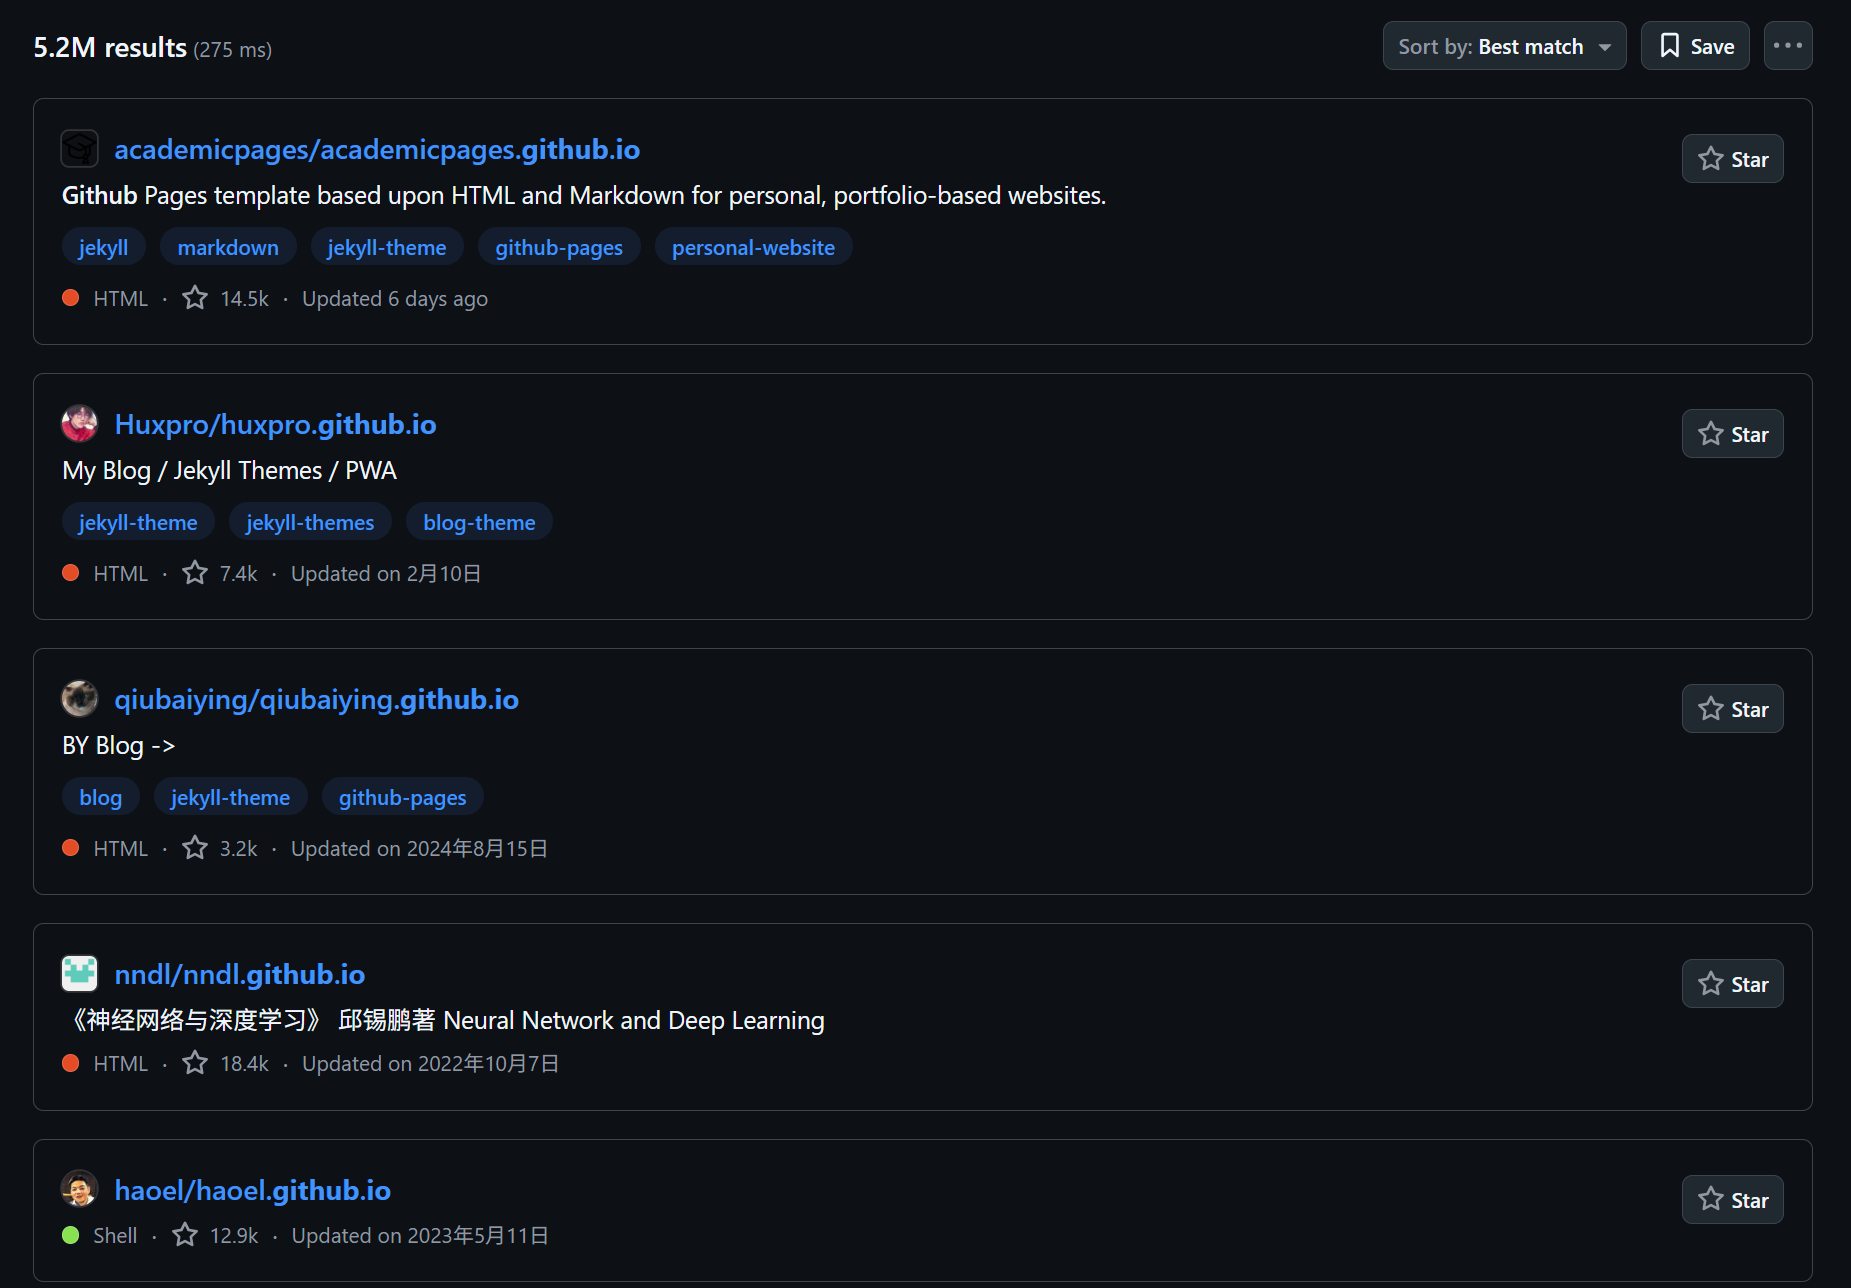 5.2M results (275 ms)
Sort by: Best match
Save
academicpages/academicpages.github.io
Star
Github Pages template based upon HTML and Markdown for personal, portfolio-based websites.
jekyll markdown jekyll-theme github-pages personal-website
HTML · 14.5k · Updated 6 days ago
Huxpro/huxpro.github.io
Star
My Blog / Jekyll Themes / PWA
jekyll-theme jekyll-themes blog-theme
HTML · 7.4k · Updated on 2月10日
qiubaiying/qiubaiying.github.io
Star
BY Blog ->
blog jekyll-theme github-pages
HTML · 3.2k · Updated on 2024年8月15日
nndl/nndl.github.io
Star
《神经网络与深度学习》 邱锡鹏著 Neural Network and Deep Learning
HTML · 18.4k · Updated on 2022年10月7日
haoel/haoel.github.io
Star
Shell · 12.9k · Updated on 2023年5月11日